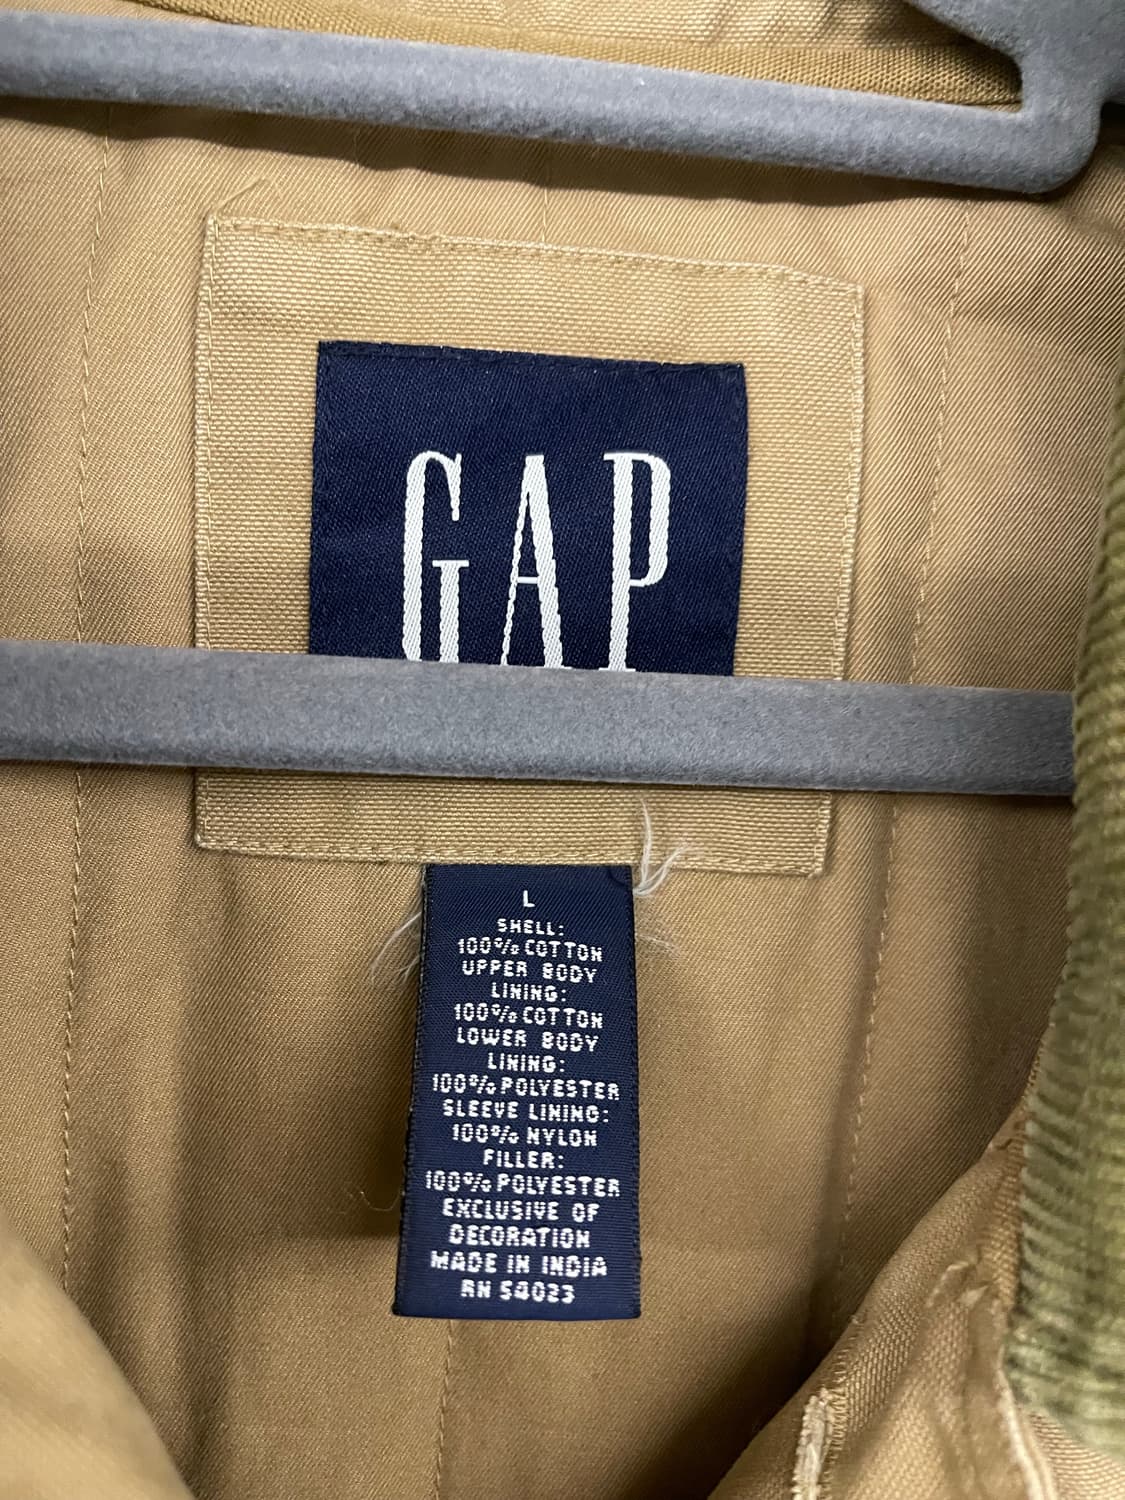 GAP
L
SHELL:
100% COTTON
UPPER BODY
LINING:
100% COTTON
LOWER BODY
LINING:
100% POLYESTER
SLEEVE LINING:
100% NYLON
FILLER:
100% POLYESTER
EXCLUSIVE OF
DECORATION
MADE IN INDIA
RN 54023